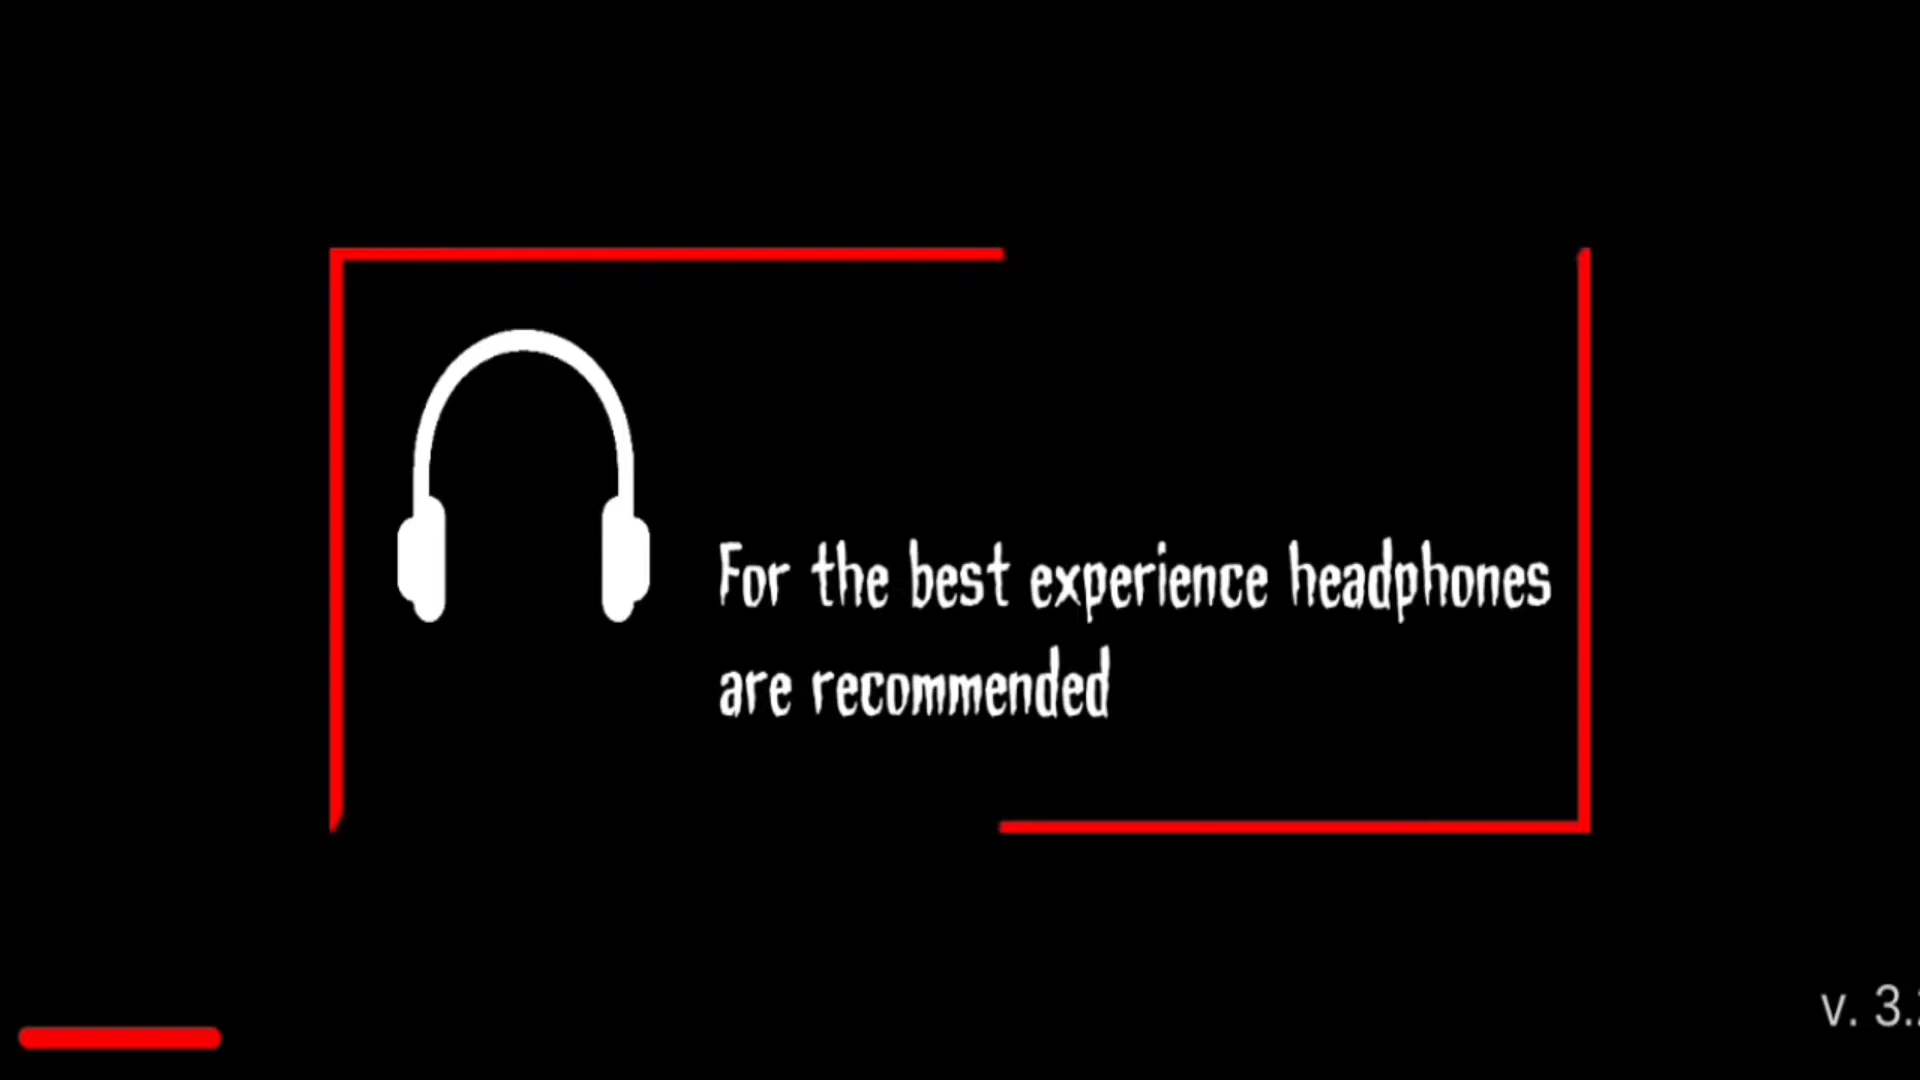 For the best experience headphones
are recommended
v. 3.